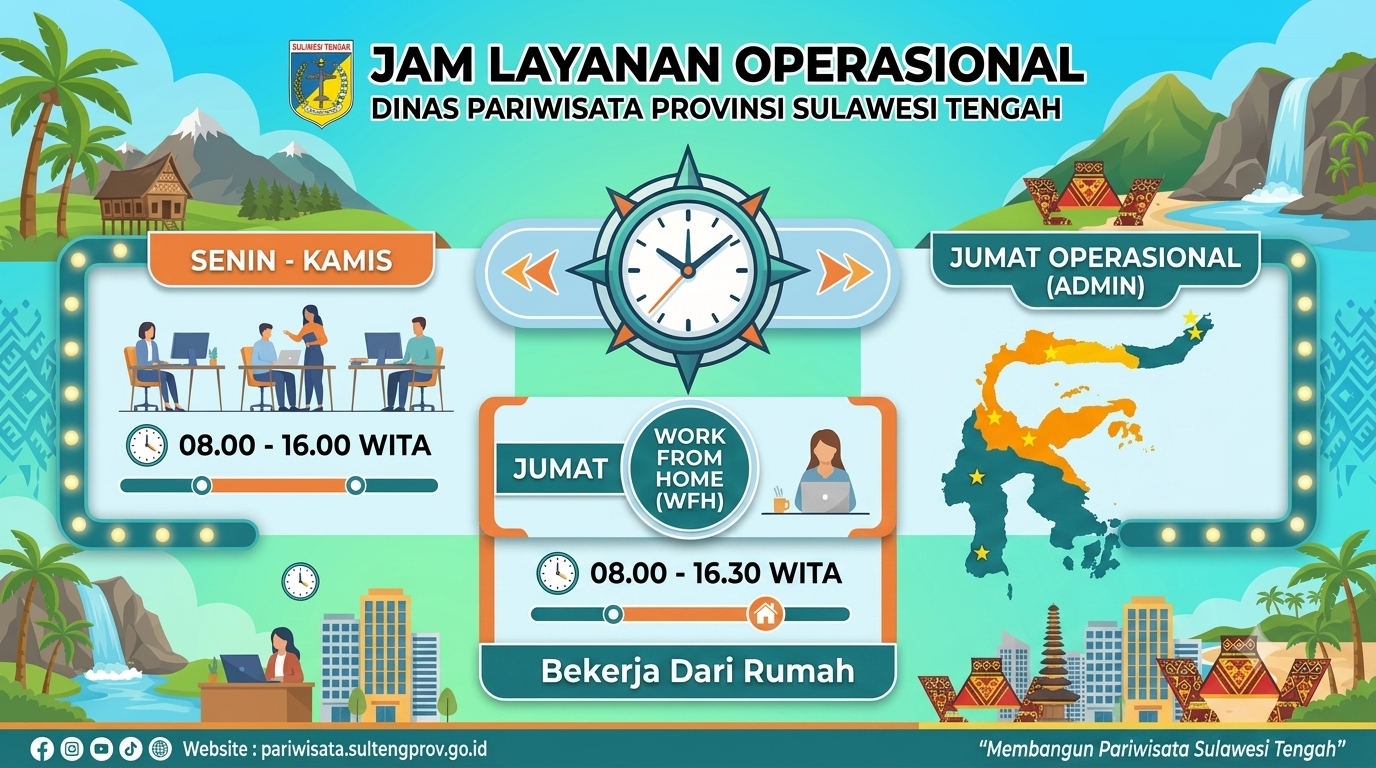 SULIMESI TENGAR
JAM LAYANAN OPERASIONAL
DINAS PARIWISATA PROVINSI SULAWESI TENGAH
SENIN - KAMIS
08.00 - 16.00 WITA
JUMAT
WORK
FROM
HOME
(WFH)
08.00 - 16.30 WITA
Bekerja Dari Rumah
JUMAT OPERASIONAL
(ADMIN)
Website : pariwisata.sultengprov.go.id
“Membangun Pariwisata Sulawesi Tengah”